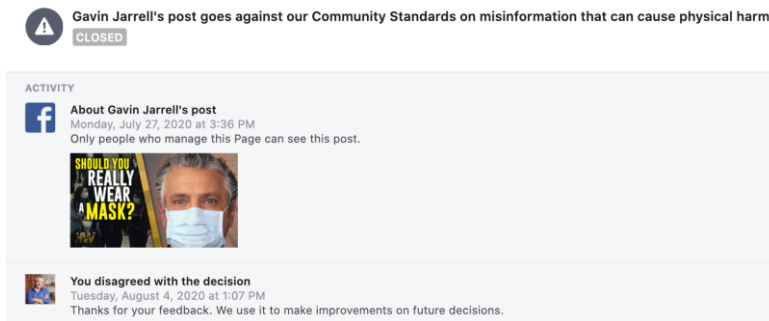 Gavin Jarrell's post goes against our Community Standards on misinformation that can cause physical harm
CLOSED
ACTIVITY
About Gavin Jarrell's post
Monday, July 27, 2020 at 3:36 PM
Only people who manage this Page can see this post.
SHOULD YOU
REALLY
WEAR
A MASK?
You disagreed with the decision
Tuesday, August 4, 2020 at 1:07 PM
Thanks for your feedback. We use it to make improvements on future decisions.